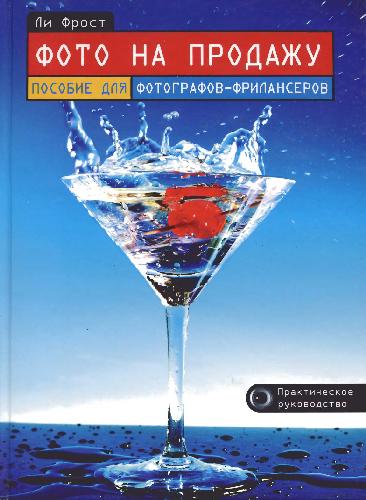 Ли Фрост
ФОТО НА ПРОДАЖУ
ПОСОБИЕ ДЛЯ ФОТОГРАФОВ-ФРИЛАНСЕРОВ
Практическое
руководство